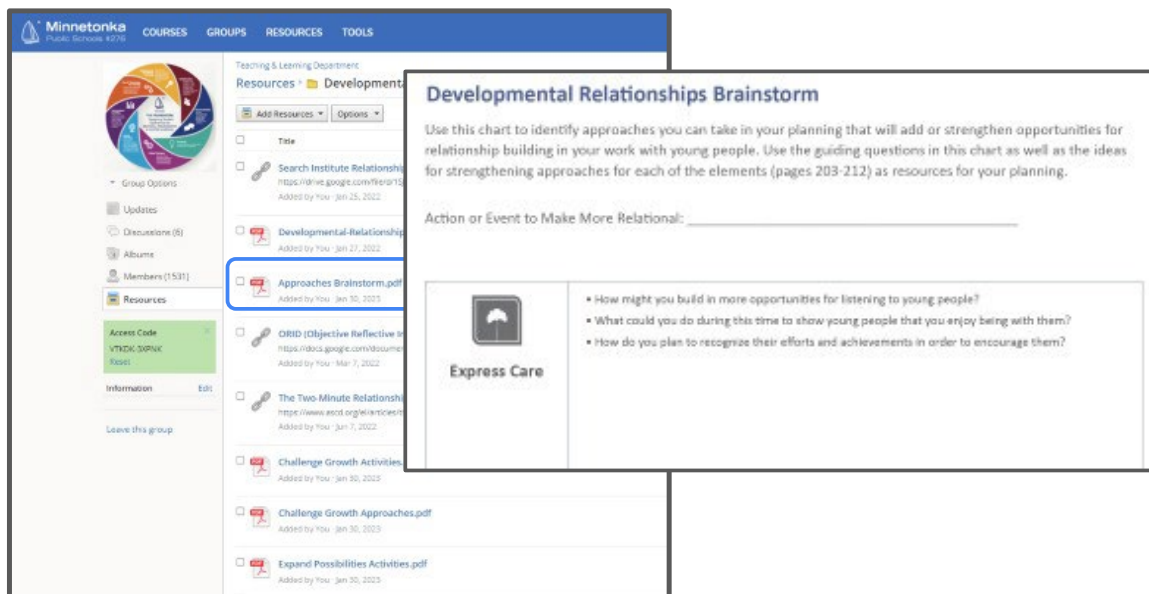 Minnetonka
Public Schools #276
COURSES GROUPS RESOURCES TOOLS
Teaching & Learning Department
Resources Developmenta
Add Resources Options
Title
Search Institute Relationship
Added by You · Jan 25, 2022
Developmental-Relationship
Added by You · Jan 27, 2022
Approaches Brainstorm.pdf
Added by You · Jan 30, 2023
ORID (Objective Reflective In
https://docs.google.com/documen
Added by You · Mar 7, 2022
The Two-Minute Relationshi
Added by You · Jun 7, 2022
Challenge Growth Activities.
Added by You · Jan 30, 2023
Challenge Growth Approaches.pdf
Added by You · Jan 30, 2023
Expand Possibilities Activities.pdf
Added by You · Jan 30, 2023
Group Options
Updates
Discussions (6)
Albums
Members (1531)
Resources
Access Code
Reset
Information Edit
Leave this group
Developmental Relationships Brainstorm
Use this chart to identify approaches you can take in your planning that will add or strengthen opportunities for
relationship building in your work with young people. Use the guiding questions in this chart as well as the ideas
for strengthening approaches for each of the elements (pages 203-212) as resources for your planning.
Action or Event to Make More Relational:
Express Care
• How might you build in more opportunities for listening to young people?
• What could you do during this time to show young people that you enjoy being with them?
• How do you plan to recognize their efforts and achievements in order to encourage them?